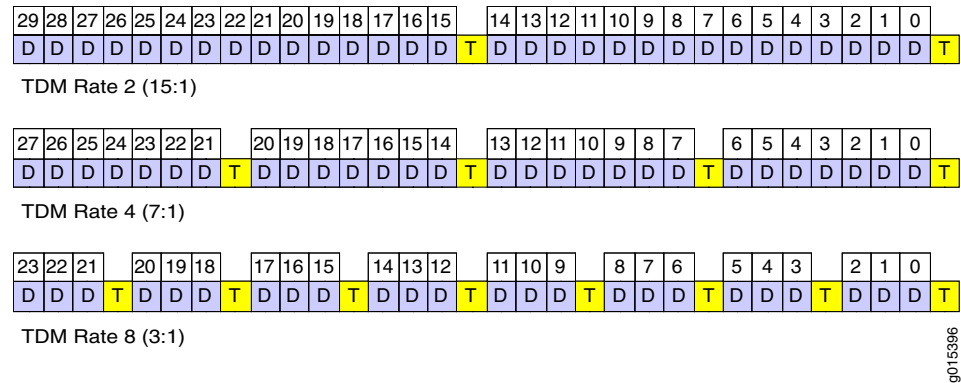 29 28 27 26 25 24 23 22 21 20 19 18 17 16 15 14 13 12 11 10 9 8 7 6 5 4 3 2 1 0
D D D D D D D D D D D D D D D T D D D D D D D D D D D D D D D T
TDM Rate 2 (15:1)
27 26 25 24 23 22 21 20 19 18 17 16 15 14 13 12 11 10 9 8 7 6 5 4 3 2 1 0
D D D D D D D T D D D D D D D T D D D D D D D T D D D D D D D T
TDM Rate 4 (7:1)
23 22 21 20 19 18 17 16 15 14 13 12 11 10 9 8 7 6 5 4 3 2 1 0
D D D T D D D T D D D T D D D T D D D T D D D T D D D T D D D T
TDM Rate 8 (3:1)
g015396